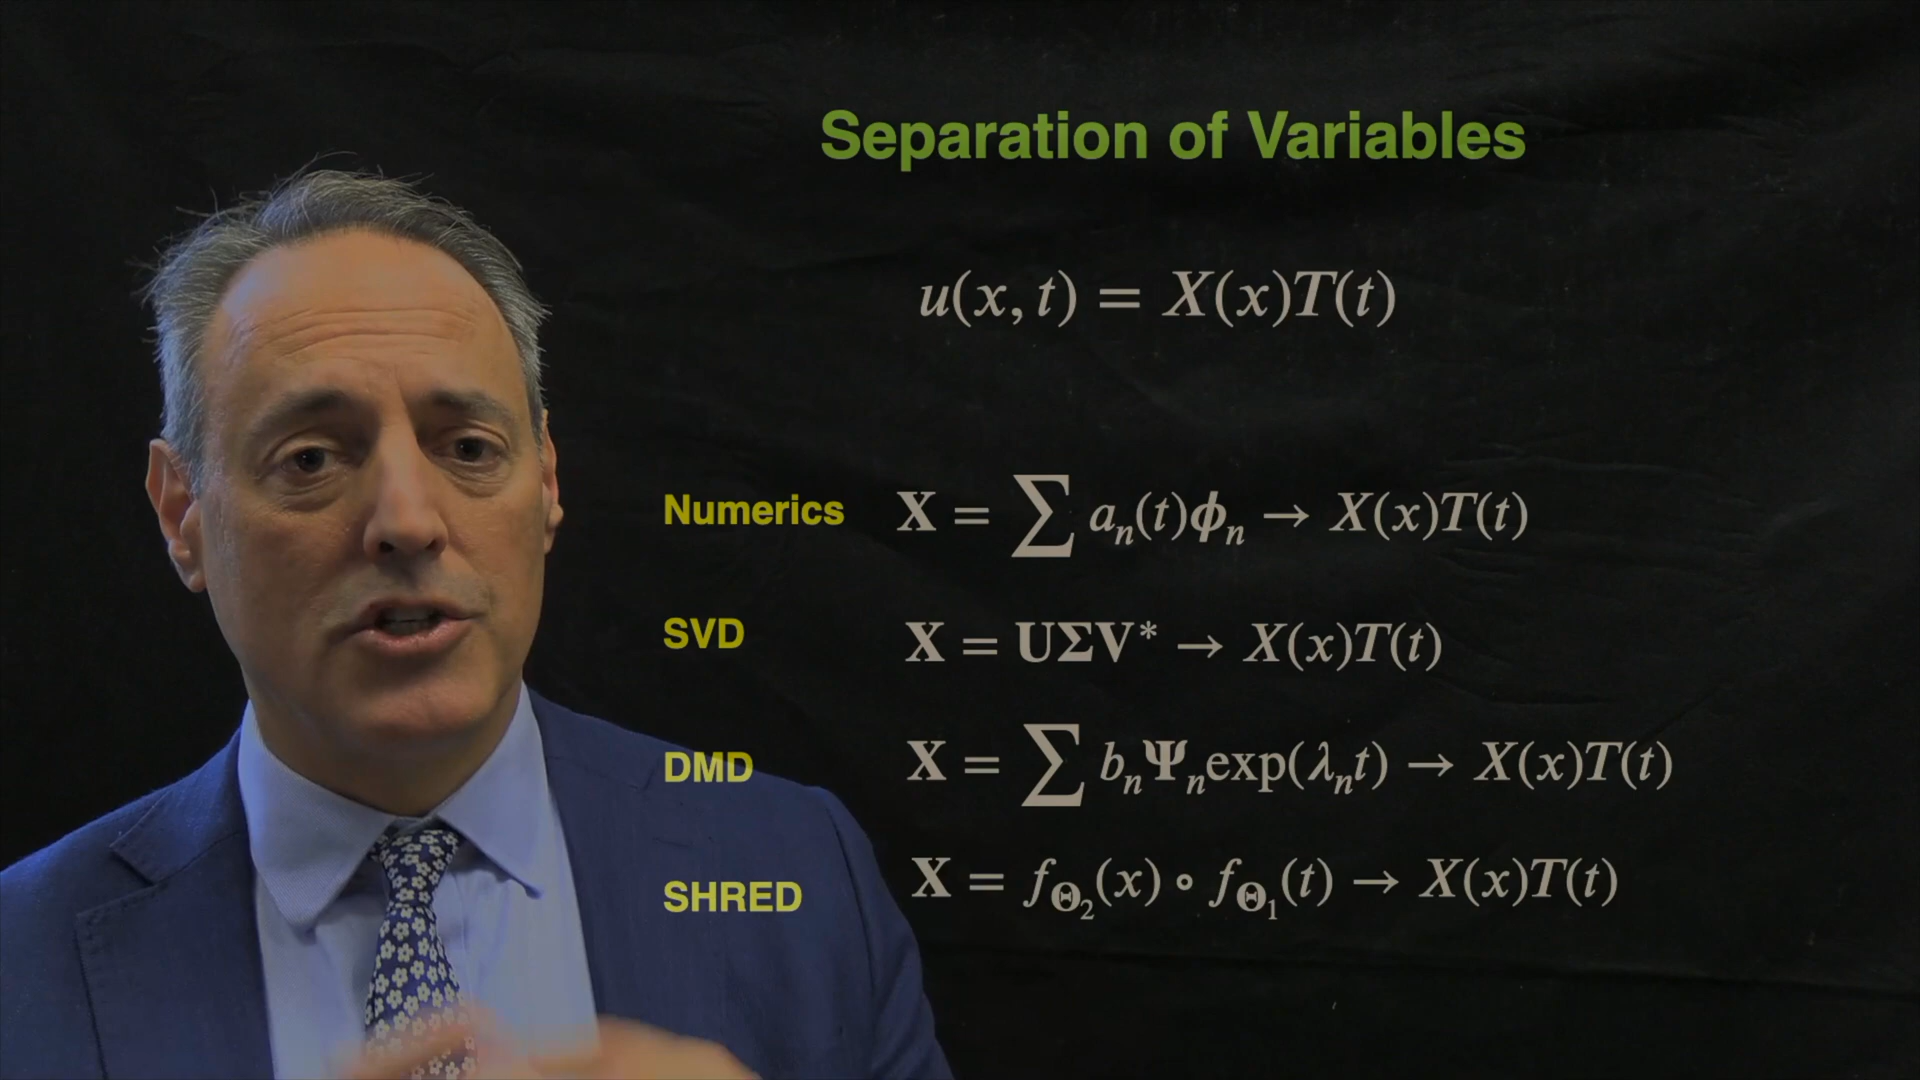 Separation of Variables
u(x, t) = X(x)T(t)
Numerics X = ∑ aₙ(t)ϕₙ → X(x)T(t)
SVD X = UΣV* → X(x)T(t)
DMD X = ∑ bₙΨₙexp(λₙt) → X(x)T(t)
SHRED X = f_Θ₂(x) ∘ f_Θ₁(t) → X(x)T(t)